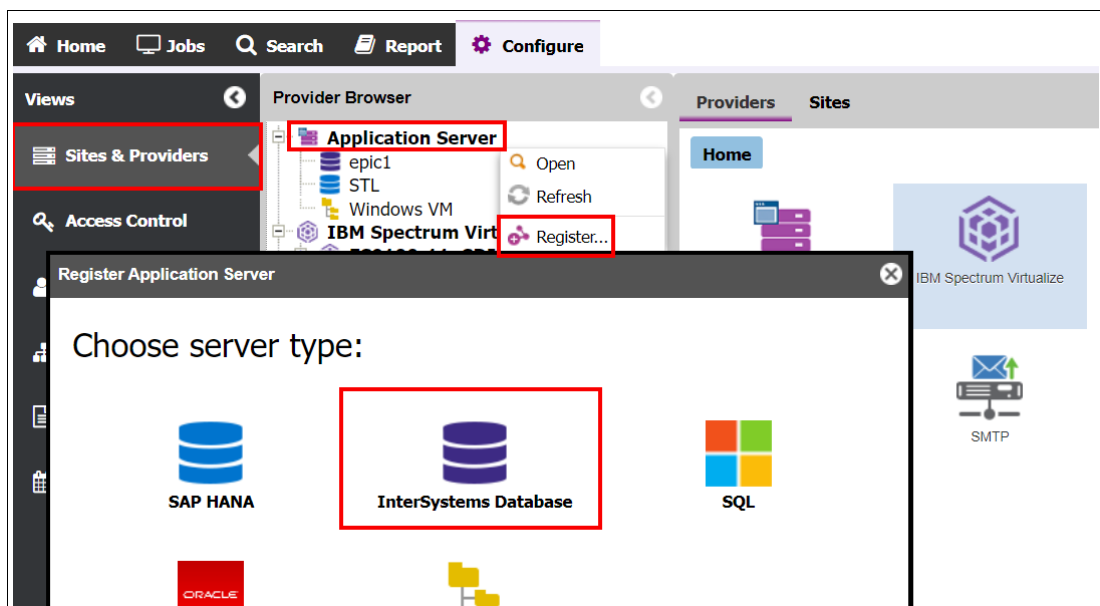 Home Jobs Search Report Configure
Views
Sites & Providers
Access Control
Provider Browser
Application Server
epic1
STL
Windows VM
IBM Spectrum Virt
Open
Refresh
Register...
Providers Sites
Home
IBM Spectrum Virtualize
SMTP
Register Application Server
Choose server type:
SAP HANA
InterSystems Database
SQL
ORACLE